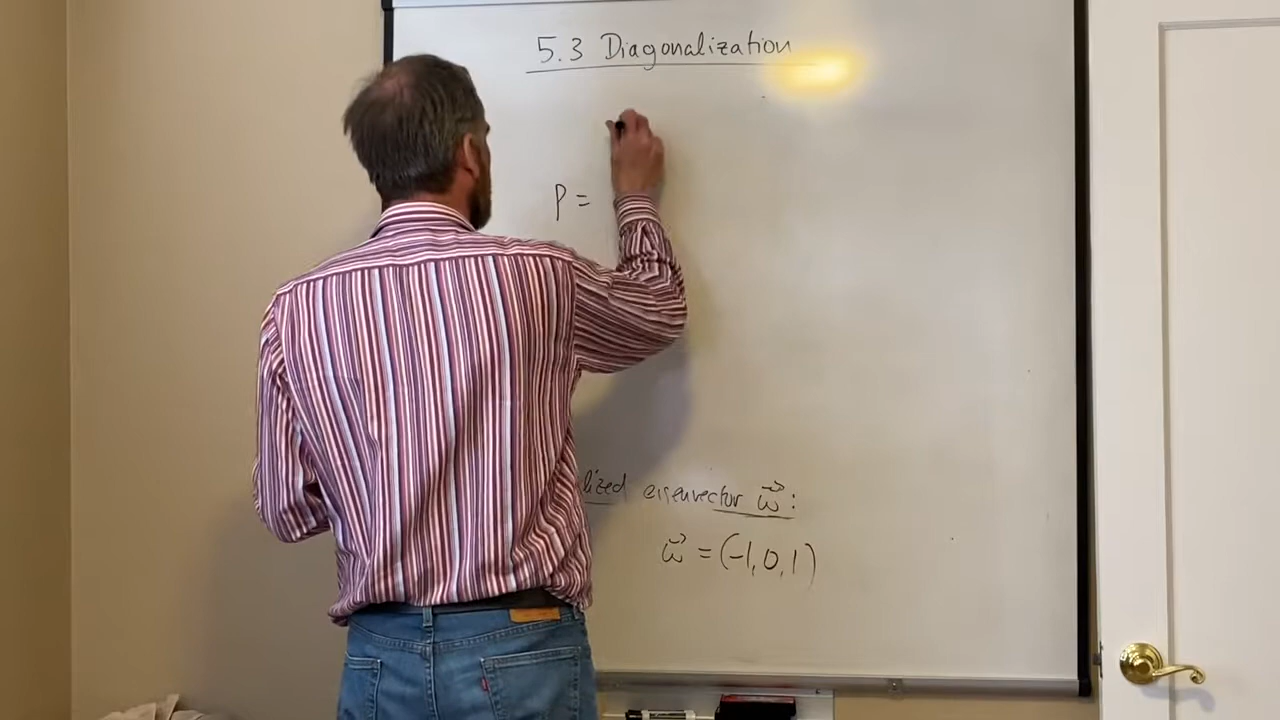 5.3 Diagonalization
P =
lized eigenvector w⃗:
w⃗ = (-1, 0, 1)